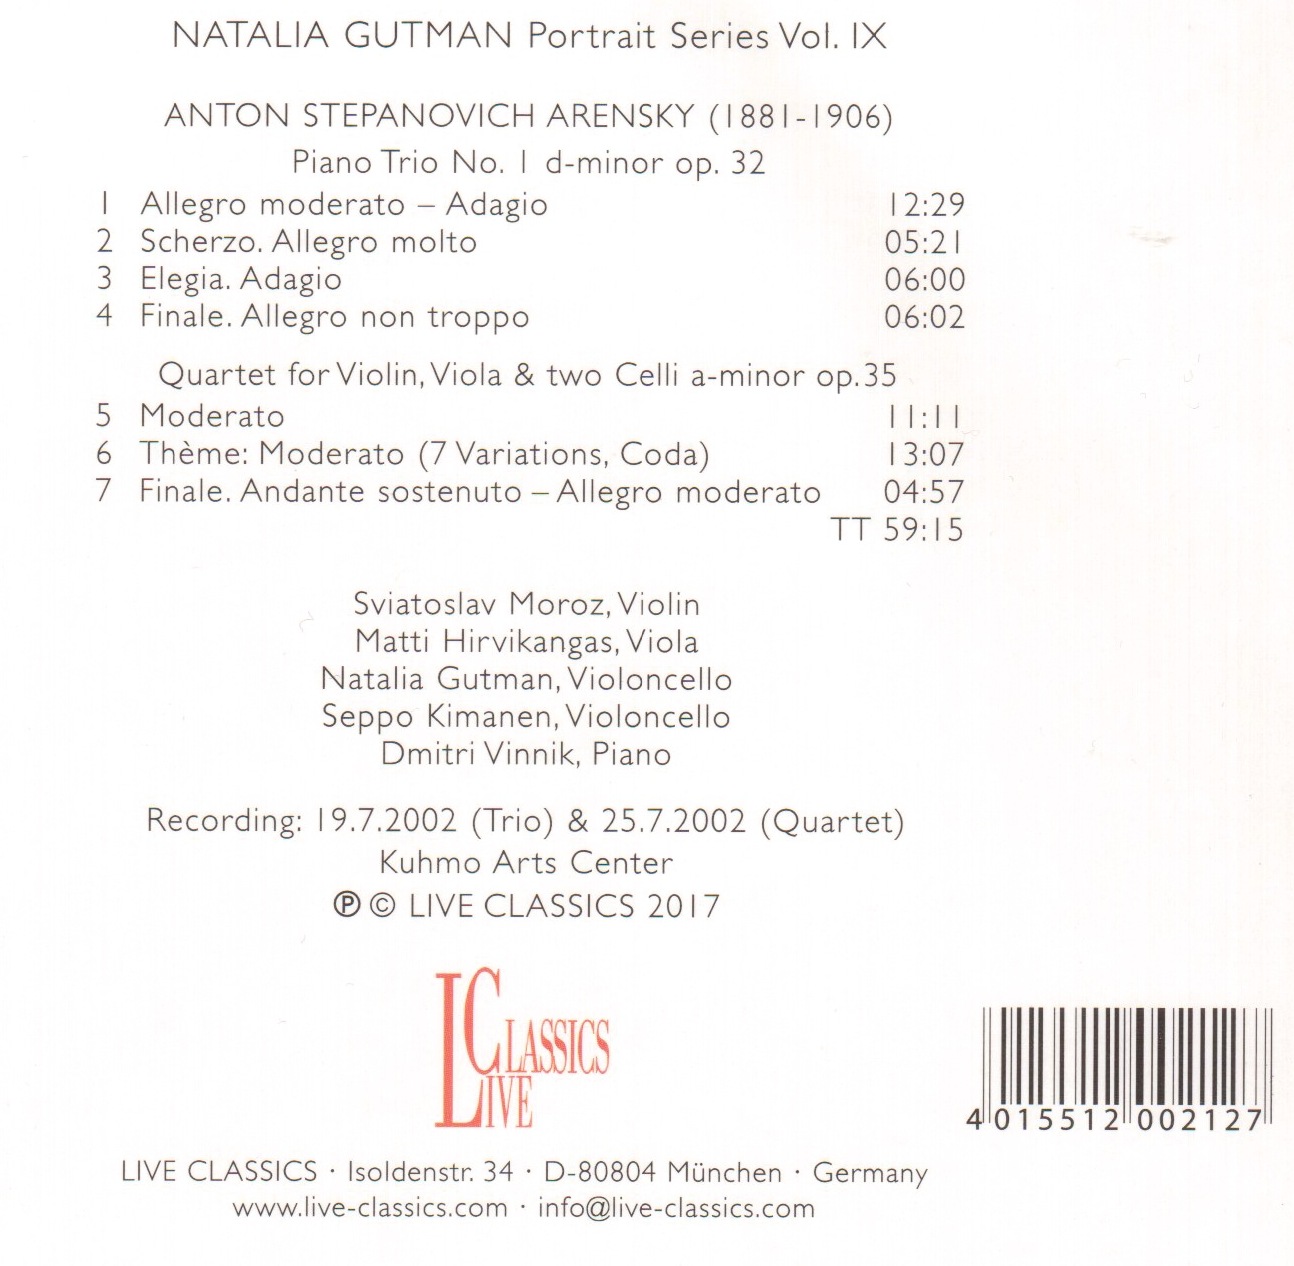 NATALIA GUTMAN Portrait Series Vol. IX
ANTON STEPANOVICH ARENSKY (1881-1906)
Piano Trio No. 1 d-minor op. 32
1 Allegro moderato – Adagio 12:29
2 Scherzo. Allegro molto 05:21
3 Elegia. Adagio 06:00
4 Finale. Allegro non troppo 06:02
Quartet for Violin, Viola & two Celli a-minor op.35
5 Moderato 11:11
6 Thème: Moderato (7 Variations, Coda) 13:07
7 Finale. Andante sostenuto – Allegro moderato 04:57
TT 59:15
Sviatoslav Moroz, Violin
Matti Hirvikangas, Viola
Natalia Gutman, Violoncello
Seppo Kimanen, Violoncello
Dmitri Vinnik, Piano
Recording: 19.7.2002 (Trio) & 25.7.2002 (Quartet)
Kuhmo Arts Center
℗ © LIVE CLASSICS 2017
CLASSICS
LIVE
4 015512 002127
LIVE CLASSICS · Isoldenstr. 34 · D-80804 München · Germany
www.live-classics.com · info@live-classics.com